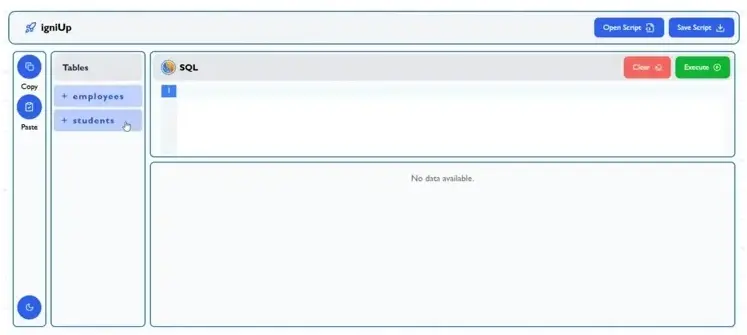 igniUp
Open Script
Save Script
Copy
Paste
Tables
+ employees
+ students
SQL
Clear
Execute
1
No data available.